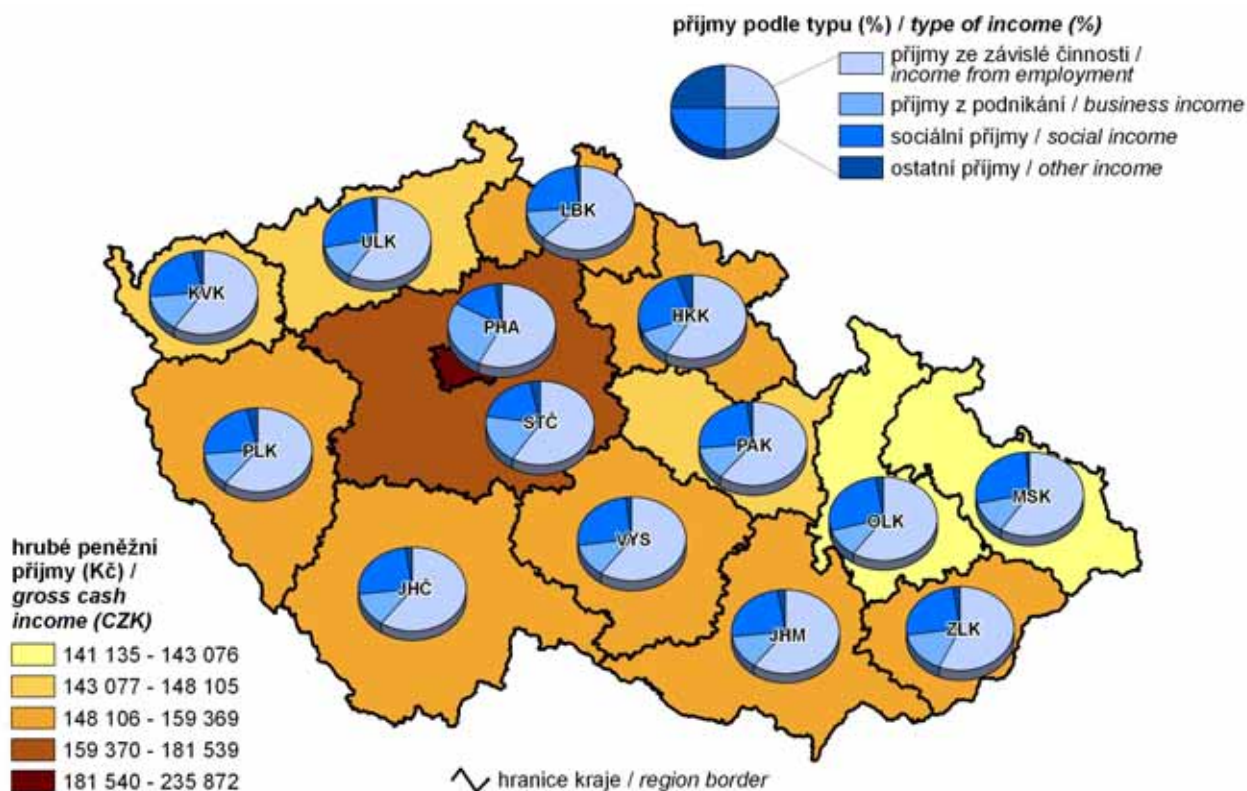 příjmy podle typu (%) / type of income (%)
příjmy ze závislé činnosti /
income from employment
příjmy z podnikání / business income
sociální příjmy / social income
ostatní příjmy / other income
LBK
ULK
KVK
PHA
HKK
STČ
PLK
PAK
MSK
OLK
VYS
JHČ
JHM
ZLK
hrubé peněžní
příjmy (Kč) /
gross cash
income (CZK)
141 135 - 143 076
143 077 - 148 105
148 106 - 159 369
159 370 - 181 539
181 540 - 235 872
hranice kraje / region border